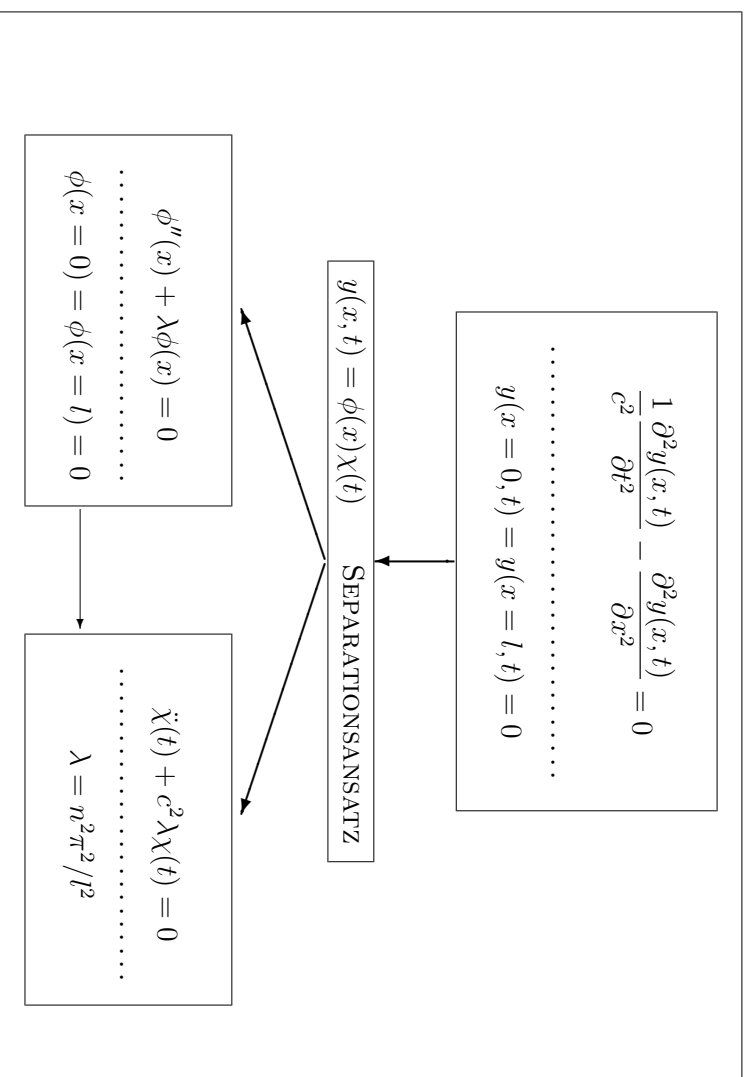 1/c² ∂²y(x, t)/∂t² − ∂²y(x, t)/∂x² = 0
y(x = 0, t) = y(x = l, t) = 0
y(x, t) = ϕ(x)χ(t) SEPARATIONSANSATZ
ϕ″(x) + λϕ(x) = 0
ϕ(x = 0) = ϕ(x = l) = 0
χ̈(t) + c²λχ(t) = 0
λ = n²π²/l²